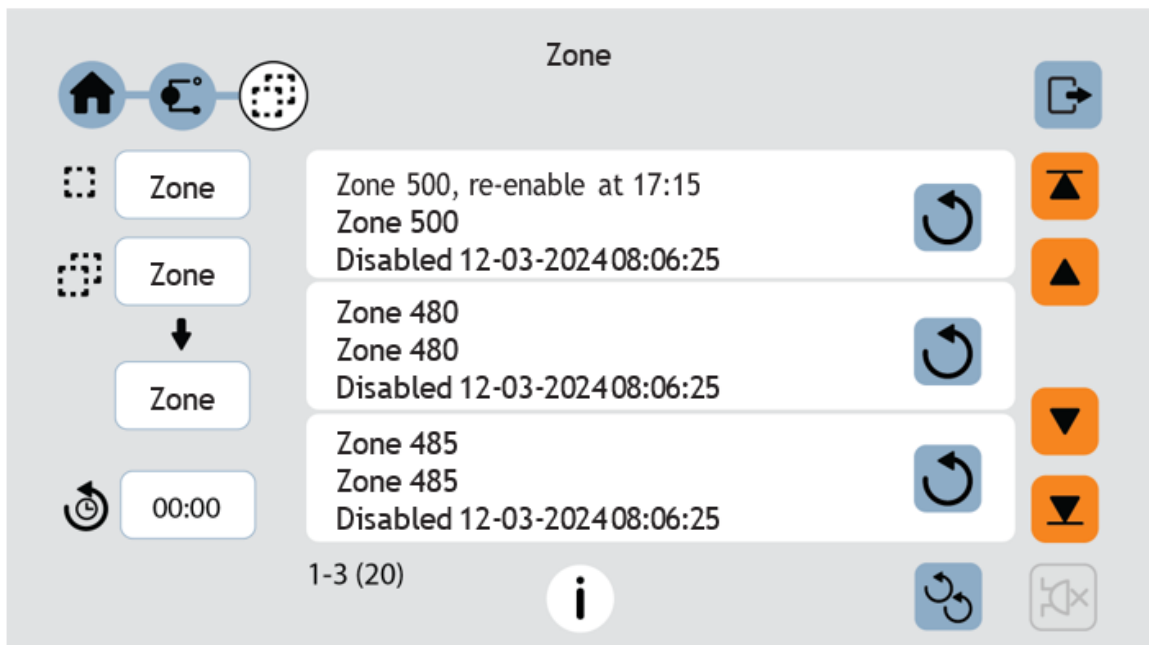 Zone
Zone
Zone
Zone
00:00
Zone 500, re-enable at 17:15
Zone 500
Disabled 12-03-2024 08:06:25
Zone 480
Zone 480
Disabled 12-03-2024 08:06:25
Zone 485
Zone 485
Disabled 12-03-2024 08:06:25
1-3 (20)
i